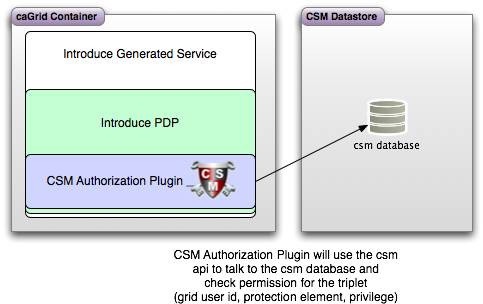 caGrid Container
CSM Datastore
Introduce Generated Service
Introduce PDP
CSM Authorization Plugin
C S
M
csm database
CSM Authorization Plugin will use the csm
api to talk to the csm database and
check permission for the triplet
(grid user id, protection element, privilege)